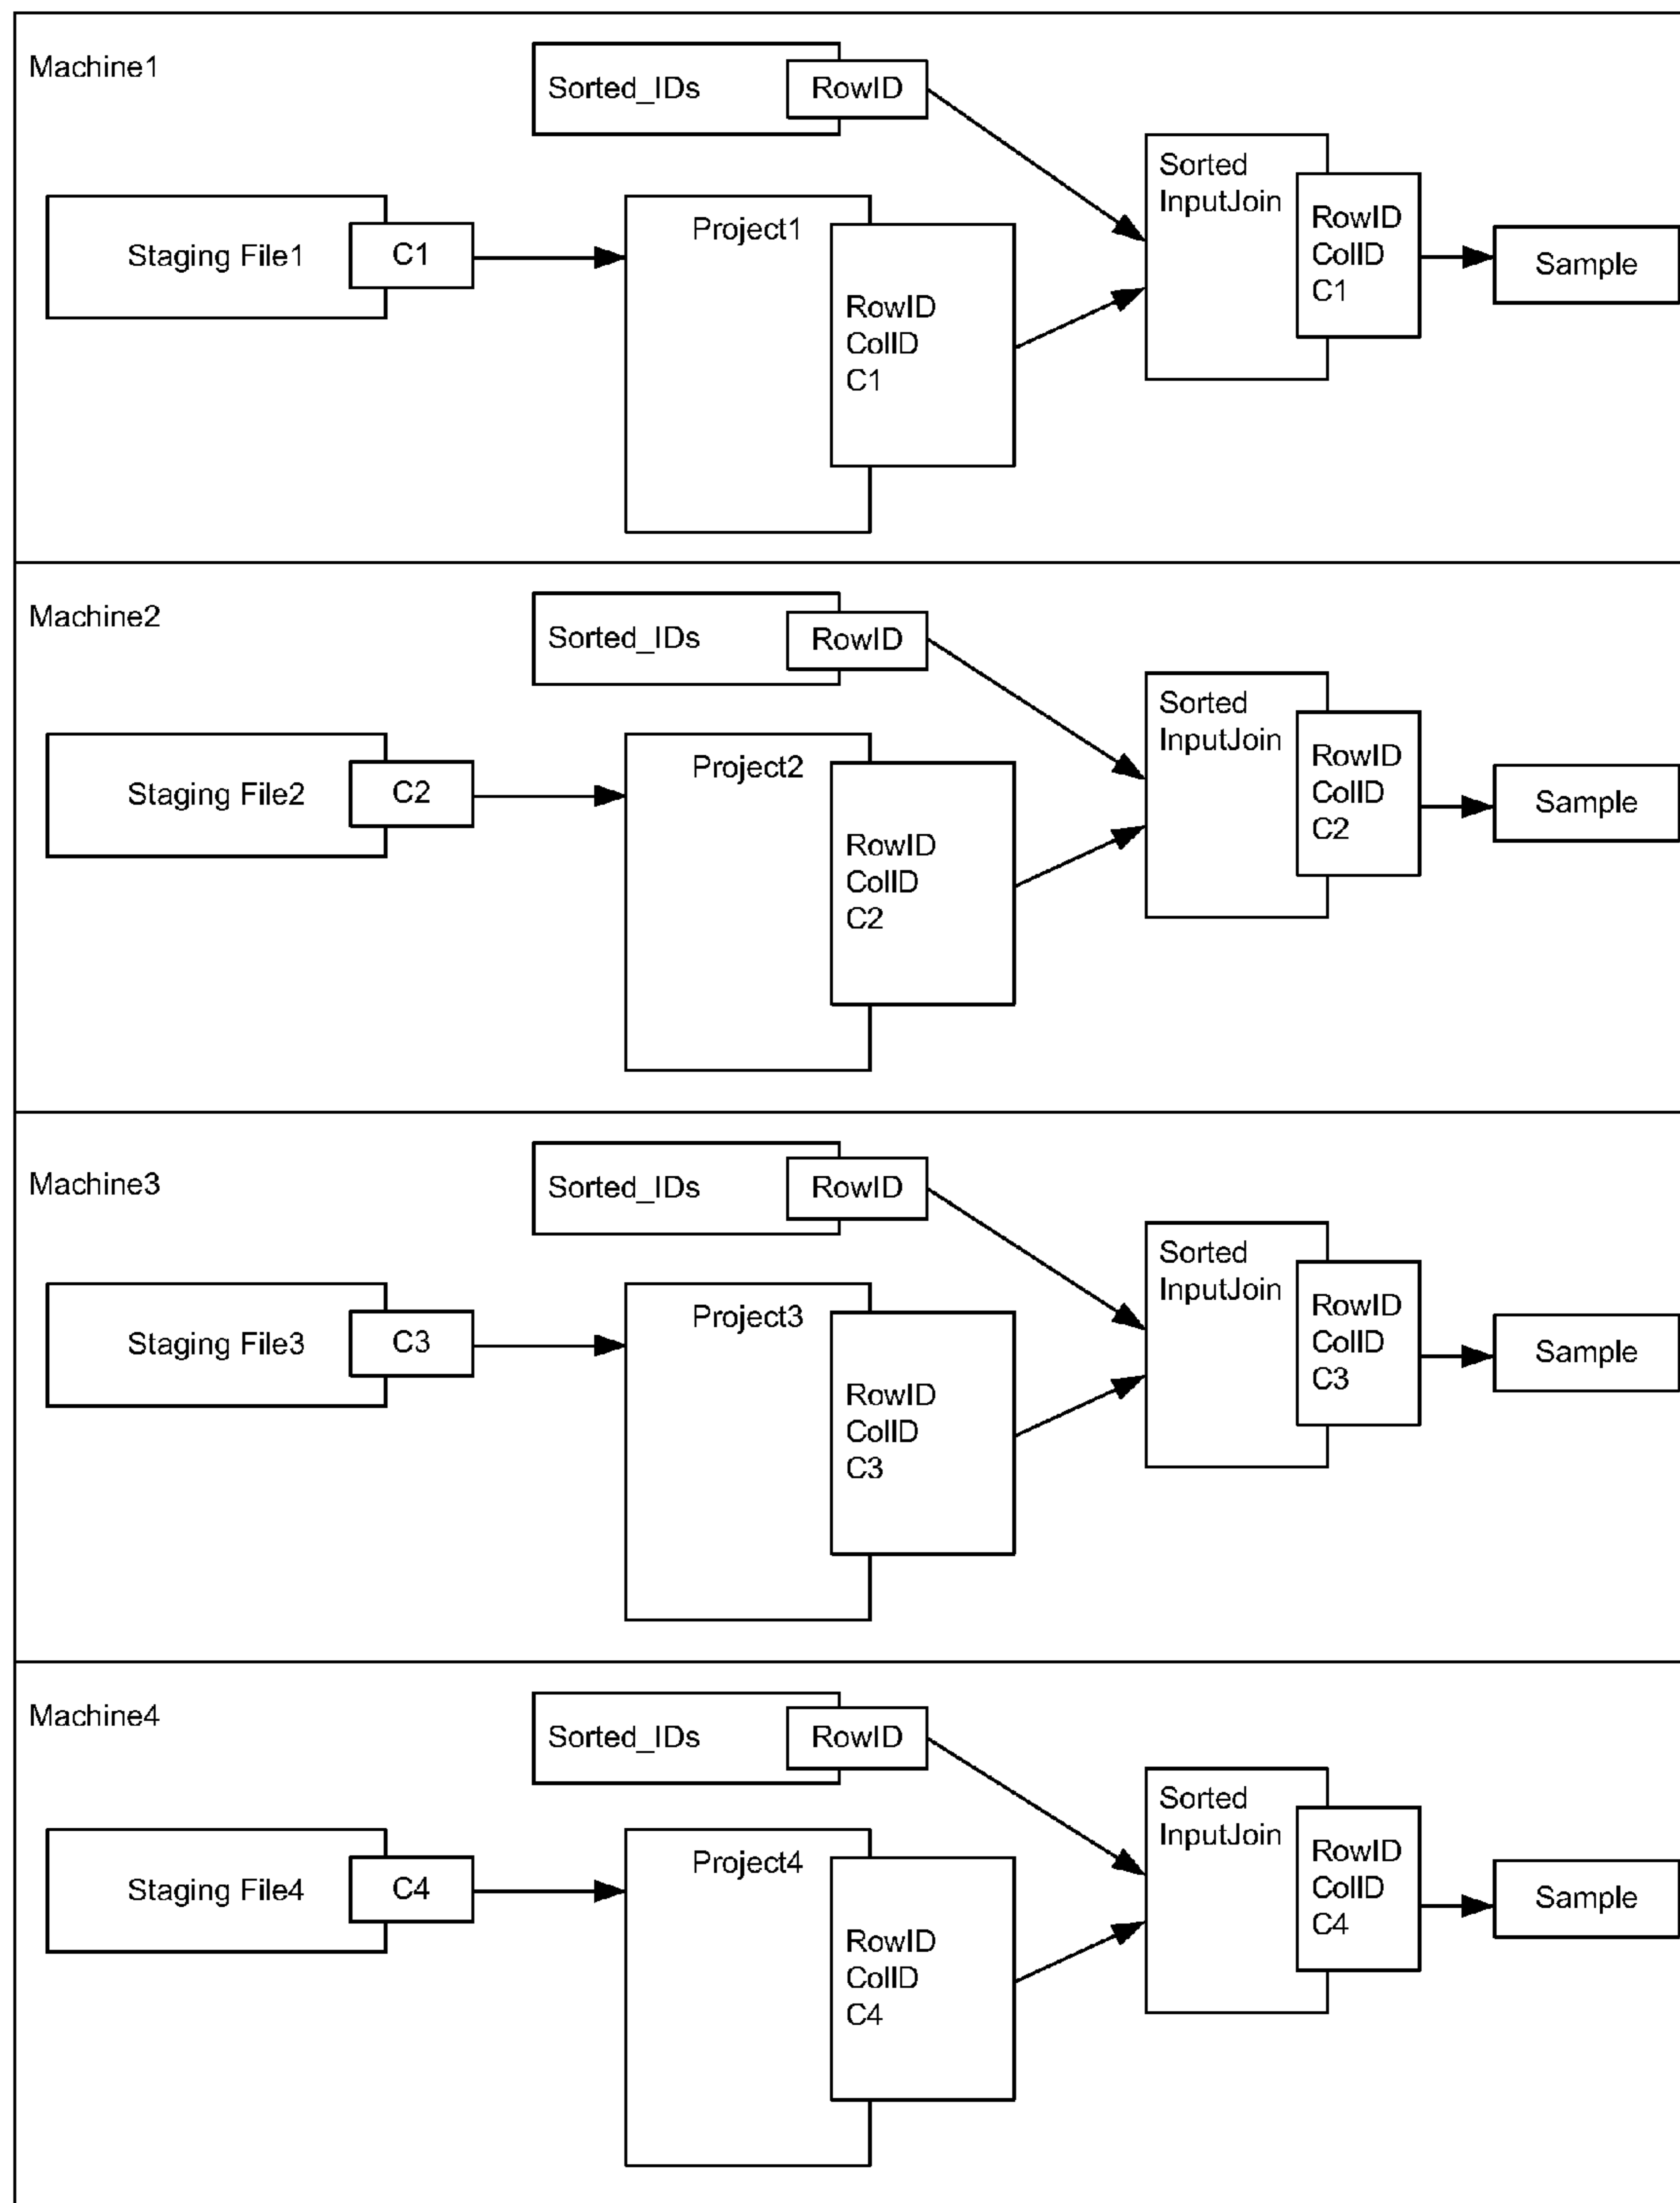 Machine1
Sorted_IDs
RowID
Staging File1
C1
Project1
RowID
ColID
C1
Sorted
InputJoin
RowID
ColID
C1
Sample
Machine2
Sorted_IDs
RowID
Staging File2
C2
Project2
RowID
ColID
C2
Sorted
InputJoin
RowID
ColID
C2
Sample
Machine3
Sorted_IDs
RowID
Staging File3
C3
Project3
RowID
ColID
C3
Sorted
InputJoin
RowID
ColID
C3
Sample
Machine4
Sorted_IDs
RowID
Staging File4
C4
Project4
RowID
ColID
C4
Sorted
InputJoin
RowID
ColID
C4
Sample